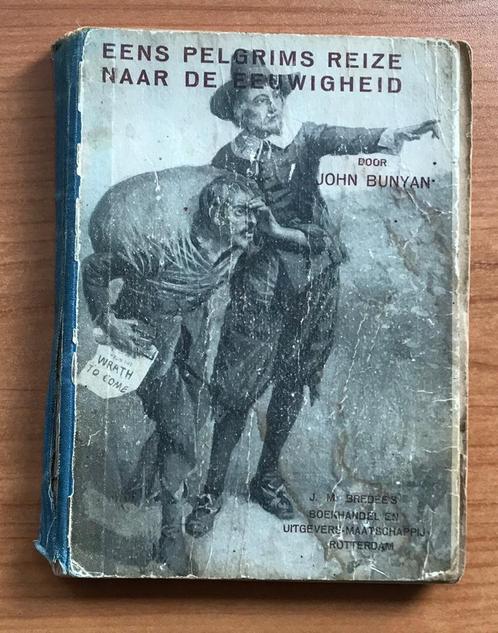 EENS PELGRIMS REIZE
NAAR DE EEUWIGHEID
DOOR
JOHN BUNYAN
WRATH
TO COME
J. M. BREDEE'S
BOEKHANDEL EN
UITGEVERS-MAATSCHAPPIJ
ROTTERDAM